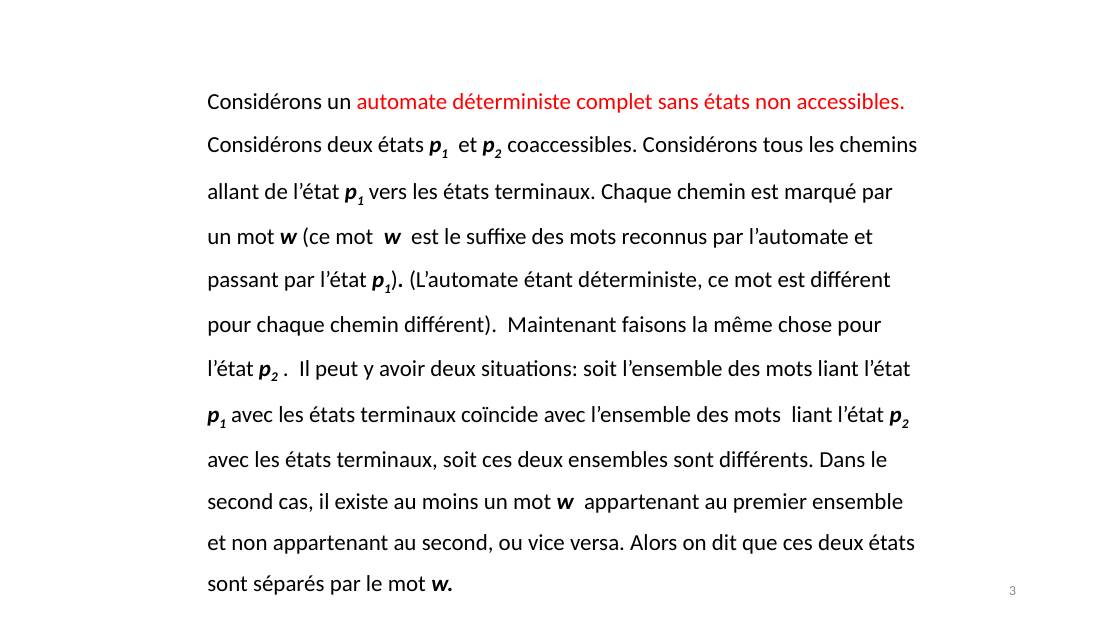 Considérons un automate déterministe complet sans états non accessibles.
Considérons deux états p1 et p2 coaccessibles. Considérons tous les chemins
allant de l’état p1 vers les états terminaux. Chaque chemin est marqué par
un mot w (ce mot w est le suffixe des mots reconnus par l’automate et
passant par l’état p1). (L’automate étant déterministe, ce mot est différent
pour chaque chemin différent). Maintenant faisons la même chose pour
l’état p2 . Il peut y avoir deux situations: soit l’ensemble des mots liant l’état
p1 avec les états terminaux coïncide avec l’ensemble des mots liant l’état p2
avec les états terminaux, soit ces deux ensembles sont différents. Dans le
second cas, il existe au moins un mot w appartenant au premier ensemble
et non appartenant au second, ou vice versa. Alors on dit que ces deux états
sont séparés par le mot w.
3